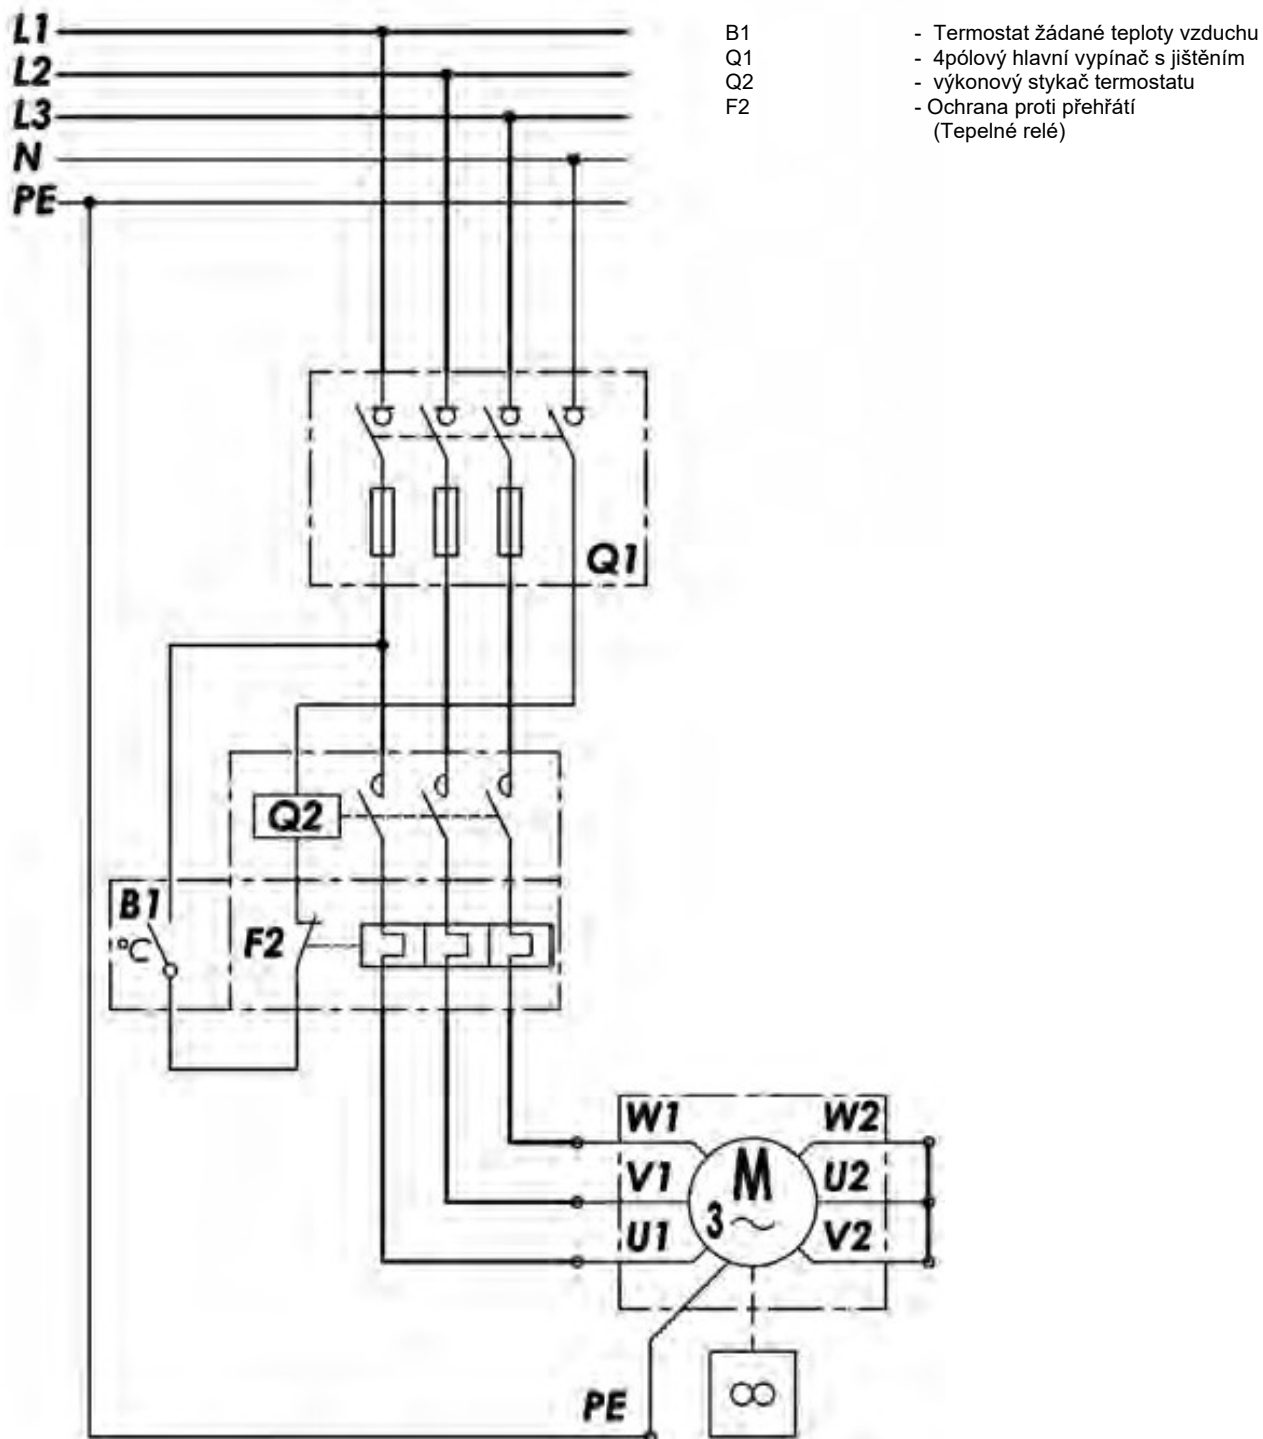 L1
L2
L3
N
PE
B1 - Termostat žádané teploty vzduchu
Q1 - 4pólový hlavní vypínač s jištěním
Q2 - výkonový stykač termostatu
F2 - Ochrana proti přehřátí
(Tepelné relé)
Q1
Q2
B1
°C
F2
W1
W2
V1
M
3~
U2
U1
V2
PE